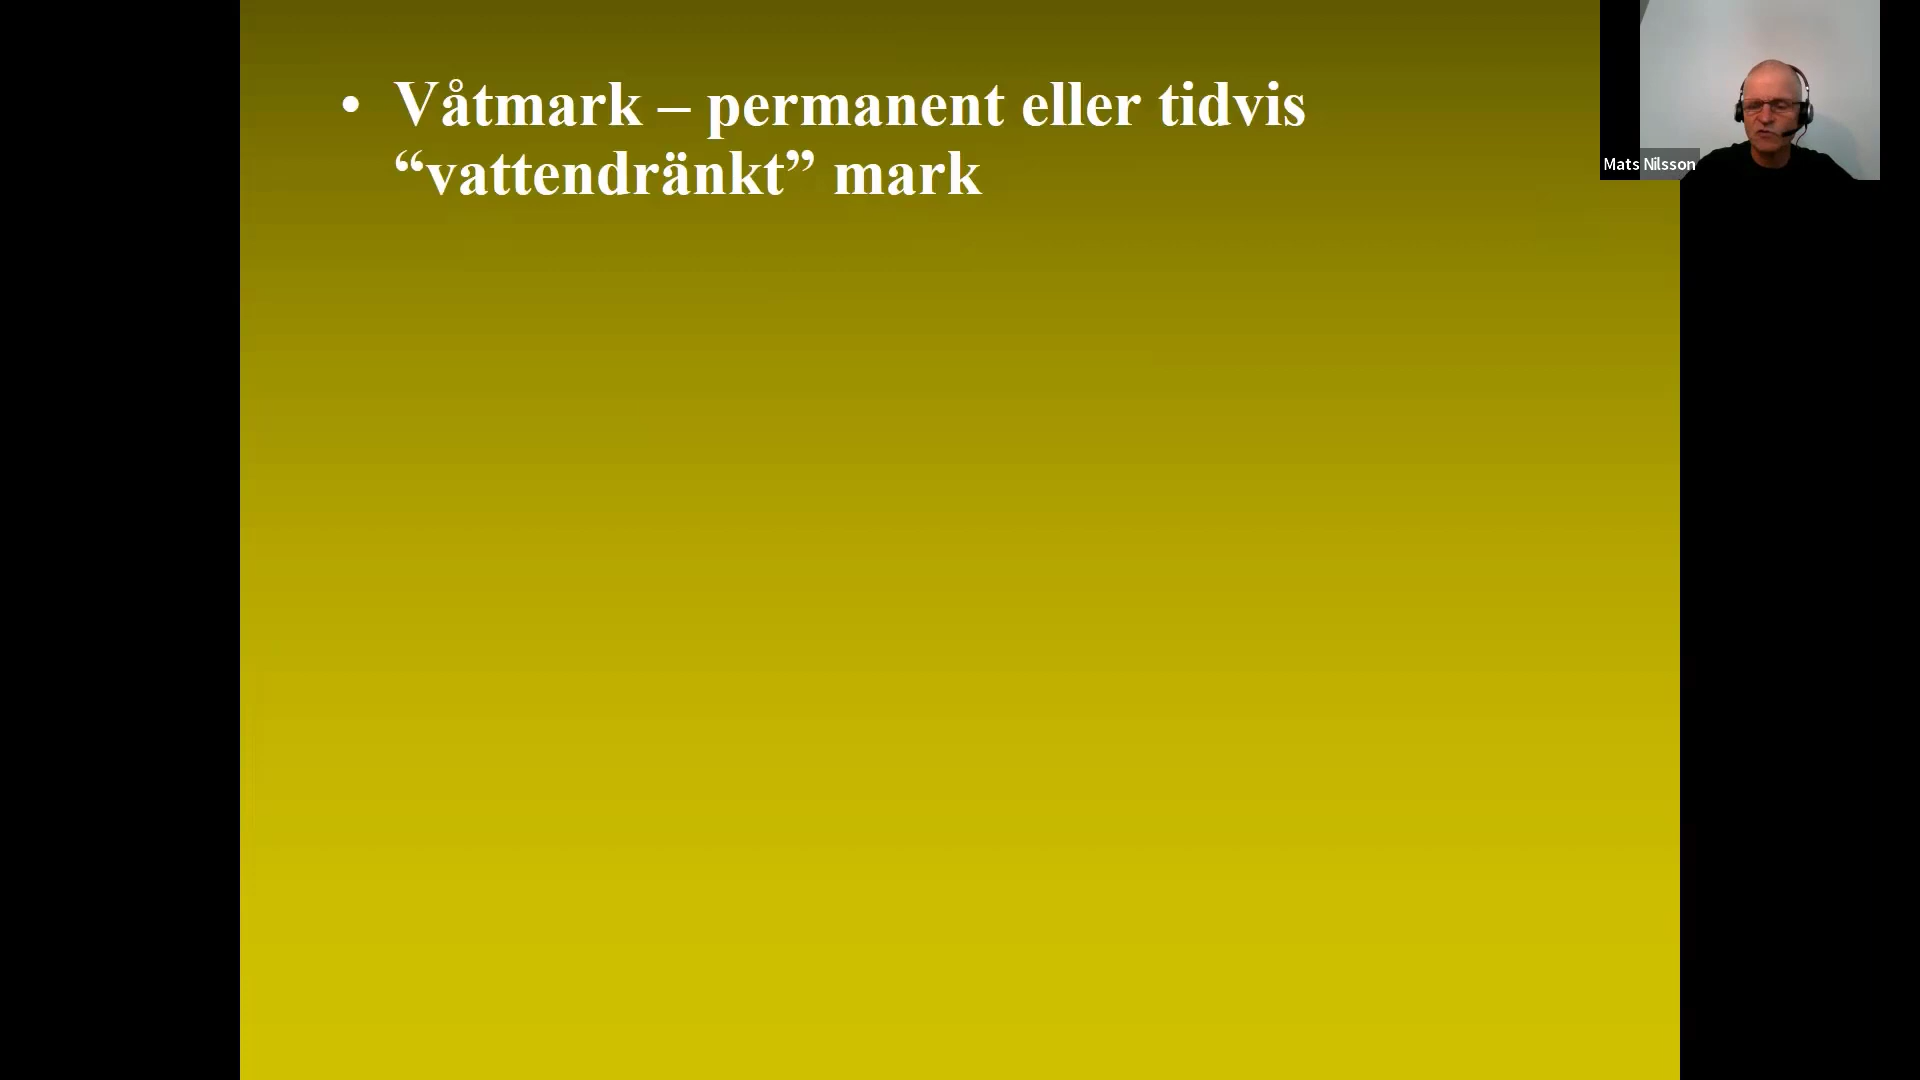 • Våtmark – permanent eller tidvis
“vattendränkt” mark
Mats Nilsson